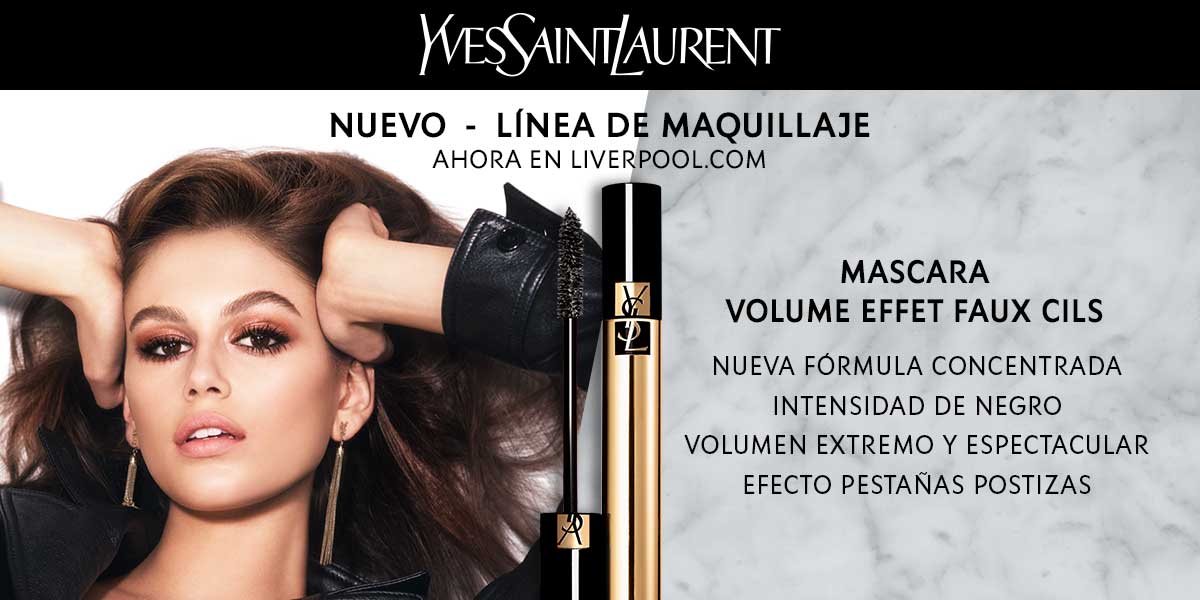 YVESSAINTLAURENT
NUEVO - LÍNEA DE MAQUILLAJE
AHORA EN LIVERPOOL.COM
YSL
MASCARA
VOLUME EFFET FAUX CILS
NUEVA FÓRMULA CONCENTRADA
INTENSIDAD DE NEGRO
VOLUMEN EXTREMO Y ESPECTACULAR
EFECTO PESTAÑAS POSTIZAS